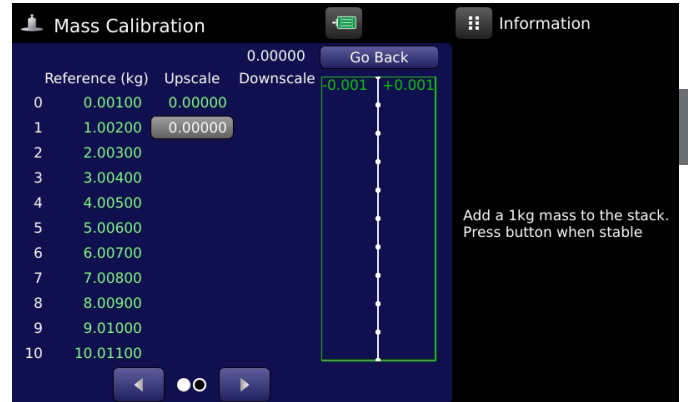 Mass Calibration
Information
0.00000 Go Back
Reference (kg) Upscale Downscale
-0.001 +0.001
0 0.00100 0.00000
1 1.00200 0.00000
2 2.00300
3 3.00400
4 4.00500
5 5.00600
6 6.00700
7 7.00800
8 8.00900
9 9.01000
10 10.01100
Add a 1kg mass to the stack.
Press button when stable